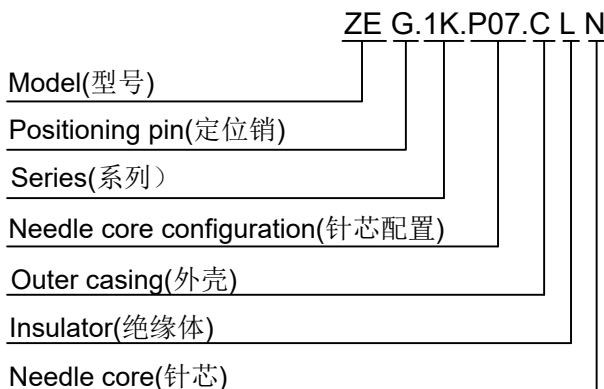 ZE G.1K.P07.C L N
Model(型号)
Positioning pin(定位销)
Series(系列）
Needle core configuration(针芯配置)
Outer casing(外壳)
Insulator(绝缘体)
Needle core(针芯)